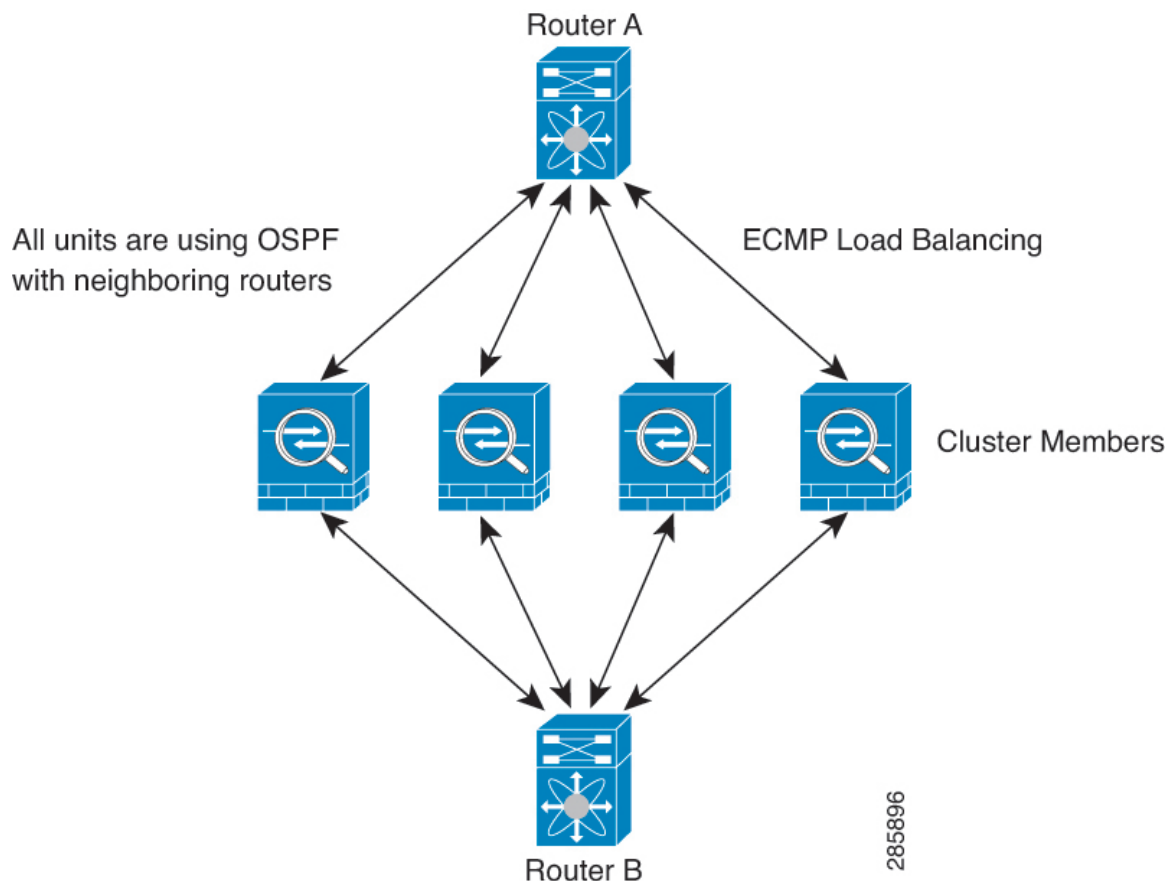 Router A
All units are using OSPF
with neighboring routers
ECMP Load Balancing
Cluster Members
Router B
285896